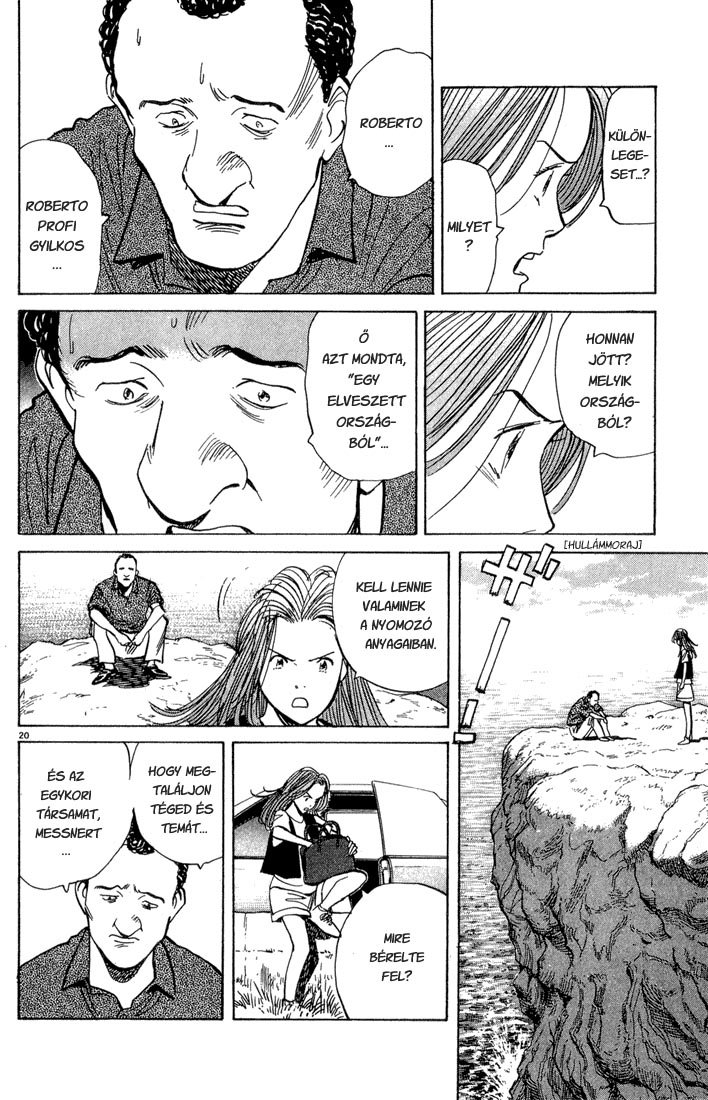 KÜLÖN-
LEGE-
SET...?
MILYET
?
ROBERTO
...
ROBERTO
PROFI
GYILKOS
...
HONNAN
JÖTT?
MELYIK
ORSZÁG-
BÓL?
Ő
AZT MONDTA,
"EGY
ELVESZETT
ORSZÁG-
BÓL"...
[HULLÁMMORAJ]
ザー
KELL LENNIE
VALAMINEK
A NYOMOZÓ
ANYAGAIBAN.
20
MIRE
BÉRELTE
FEL?
HOGY MEG-
TALÁLJON
TÉGED ÉS
TEMÁT...
ÉS AZ
EGYKORI
TÁRSAMAT,
MESSNERT
...